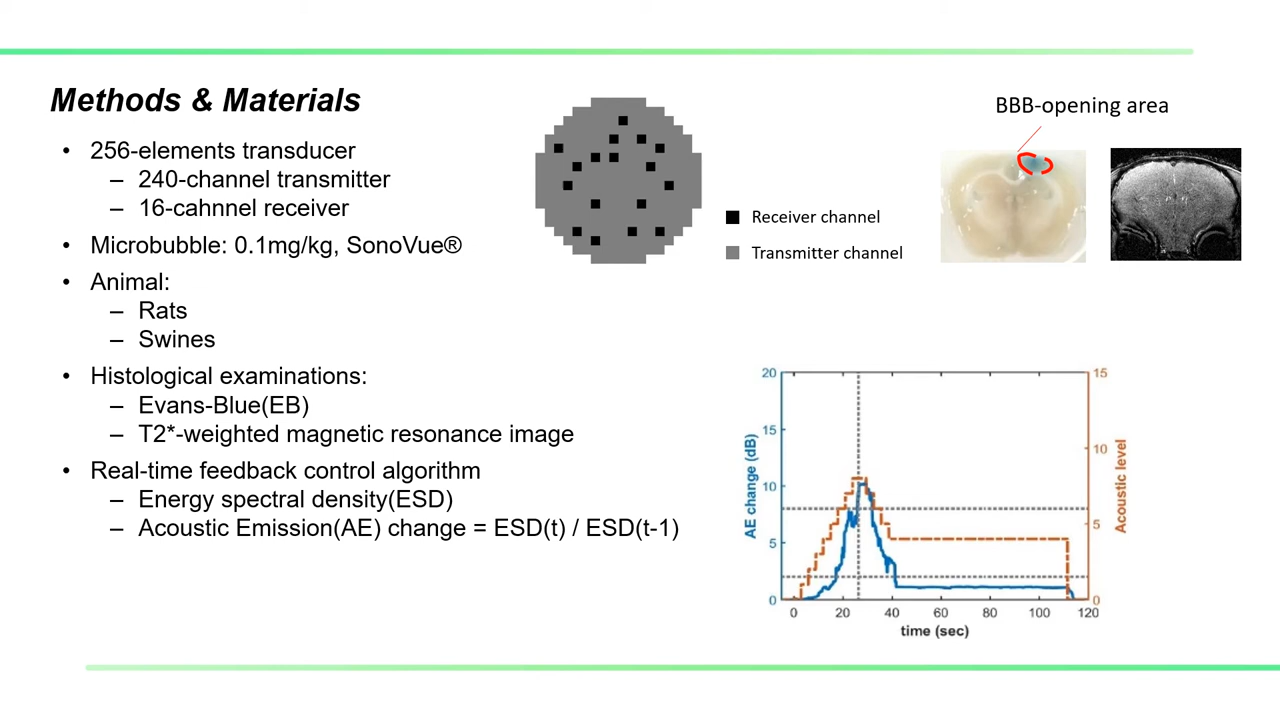 Methods & Materials
• 256-elements transducer
– 240-channel transmitter
– 16-cahnnel receiver
• Microbubble: 0.1mg/kg, SonoVue®
• Animal:
– Rats
– Swines
• Histological examinations:
– Evans-Blue(EB)
– T2*-weighted magnetic resonance image
• Real-time feedback control algorithm
– Energy spectral density(ESD)
– Acoustic Emission(AE) change = ESD(t) / ESD(t-1)
Receiver channel
Transmitter channel
BBB-opening area
AE change (dB)
20
15
10
5
0
15
10
5
0
Acoustic level
0 20 40 60 80 100 120
time (sec)